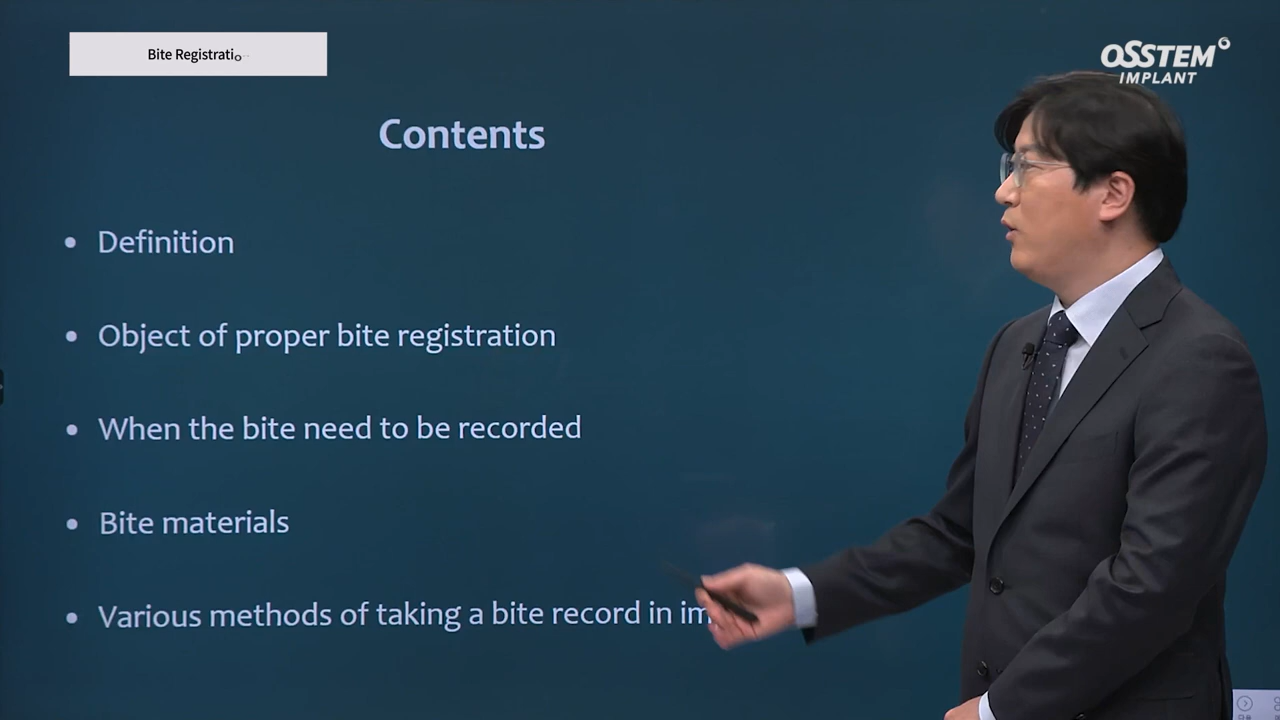 Bite Registratio
OSSTEM
IMPLANT
Contents
• Definition
• Object of proper bite registration
• When the bite need to be recorded
• Bite materials
• Various methods of taking a bite record in im